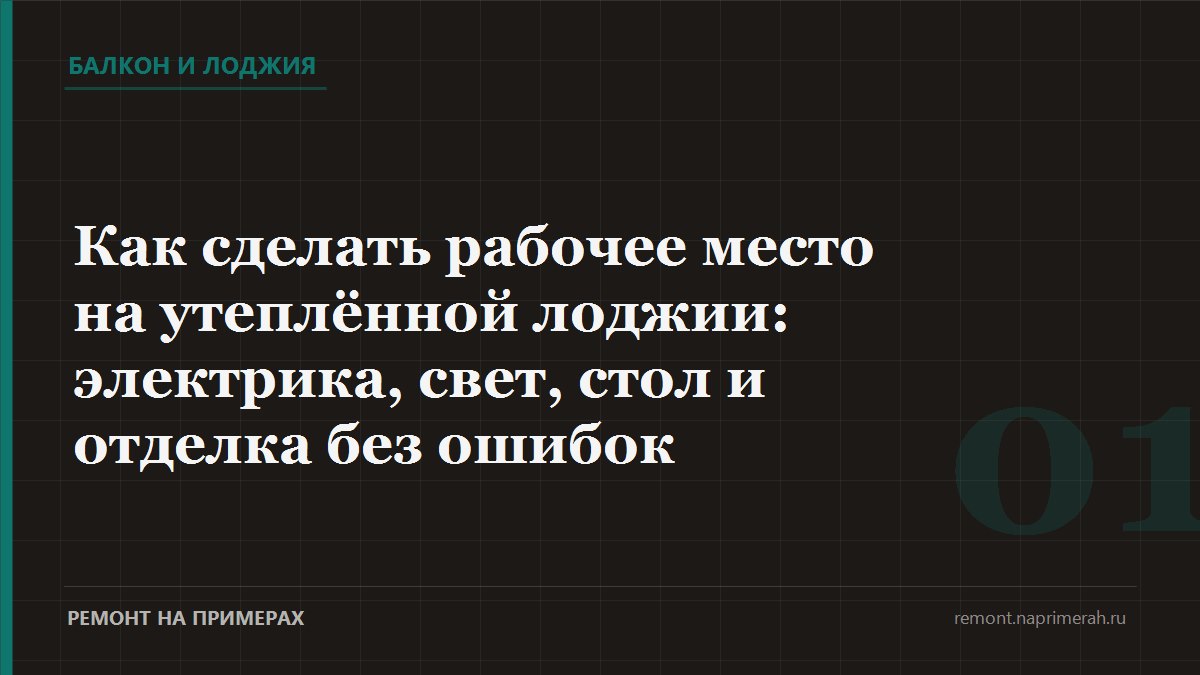 БАЛКОН И ЛОДЖИЯ
Как сделать рабочее место
на утеплённой лоджии:
электрика, свет, стол и
отделка без ошибок
01
РЕМОНТ НА ПРИМЕРАХ
remont.naprimerah.ru